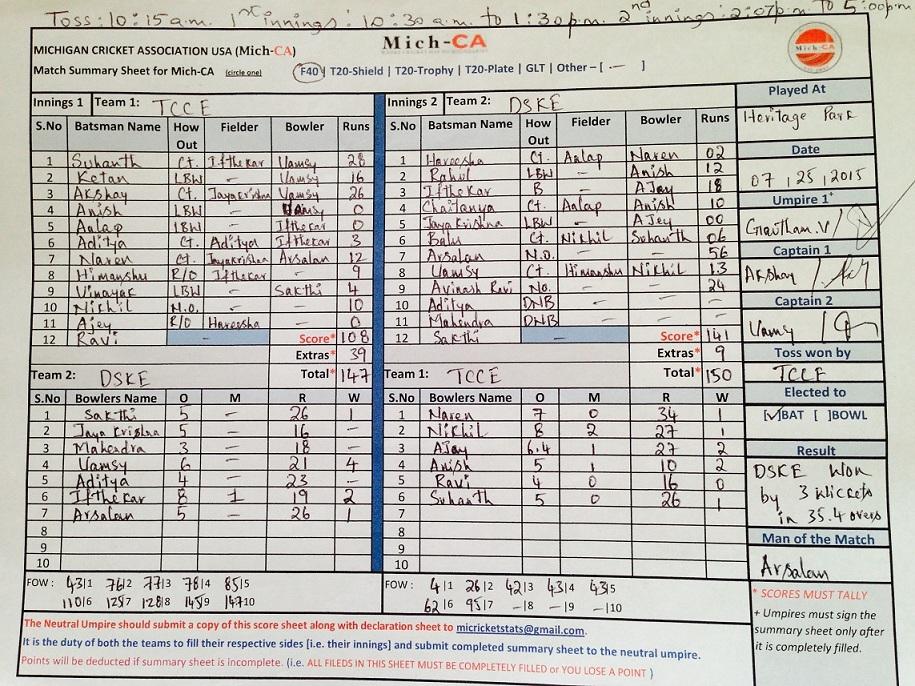 Toss: 10:15a.m. 1st innings: 10:30 a.m. to 1:30p.m. 2nd innings: 2:07p.m. To 5:00p.m
MICHIGAN CRICKET ASSOCIATION USA (Mich-CA)
Mich-CA
Mich-CA
Match Summary Sheet for Mich-CA (circle one) F40 | T20-Shield | T20-Trophy | T20-Plate | GLT | Other – [ — ]
Innings 1 Team 1: TCCE
S.No Batsman Name How Out Fielder Bowler Runs
1 Suhanth Ct. Ifthekar Vamsy 28
2 Ketan LBW – Vamsy 16
3 Akshay Ct. Jayakrishna Vamsy 26
4 Anish LBW – Vamsy 0
5 Aalap LBW – Ifthekar 0
6 Aditya Ct. Aditya Ifthekar 3
7 Naren Ct. Jayakrishna Arsalan 12
8 Himanshu R/O Ifthekar – 9
9 Vinayak LBW – Sakthi 4
10 Nikhil N.O. – – 10
11 Ajey R/O Hareesha – 0
12 Ravi – Score* 108
Extras* 39
Total* 147
Team 2: DSKE
S.No Bowlers Name O M R W
1 Sakthi 5 – 26 1
2 Jaya Krishna 5 – 16 –
3 Mahendra 3 – 18 –
4 Vamsy 6 – 21 4
5 Aditya 4 – 23 –
6 Ifthekar 8 1 19 2
7 Arsalan 5 – 26 1
8
9
10
FOW : 43/1 76/2 77/3 78/4 85/5
110/6 125/7 128/8 145/9 147/10
Innings 2 Team 2: DSKE
S.No Batsman Name How Out Fielder Bowler Runs
1 Hareesha Ct. Aalap Naren 02
2 Rahul LBW – Anish 12
3 Ifthekar B – Ajay 18
4 Chaitanya Ct. Aalap Anish 10
5 Jayakrishna LBW – Ajey 00
6 Balu Ct. Nikhil Suhanth 06
7 Arsalan N.O. – – 56
8 Vamsy Ct. Himanshu Nikhil 13
9 Avinash Ravi No. – – 24
10 Aditya DNB – – –
11 Mahendra DNB – – –
12 Sakthi Score* 141
Extras* 9
Total* 150
Team 1: TCCE
S.No Bowlers Name O M R W
1 Naren 7 0 34 1
2 Nikhil 8 2 27 1
3 Ajay 6.4 1 27 2
4 Anish 5 1 10 2
5 Ravi 4 0 16 0
6 Suhanth 5 0 26 1
7
8
9
10
FOW : 4/1 26/2 42/3 43/4 43/5
62/6 95/7 –/8 –/9 –/10
Played At
Heritage Park
Date
07/25/2015
Umpire 1+
Gautham.V/
Captain 1
Akshay /
Captain 2
Vamsy /
Toss won by
TCCE
Elected to
[✓]BAT [ ]BOWL
Result
DSKE Won
by 3 Wickets
in 35.4 overs
Man of the Match
Arsalan
* SCORES MUST TALLY
+ Umpires must sign the
summary sheet only after
it is completely filled.
The Neutral Umpire should submit a copy of this score sheet along with declaration sheet to micricketstats@gmail.com.
It is the duty of both the teams to fill their respective sides [i.e. their innings] and submit completed summary sheet to the neutral umpire.
Points will be deducted if summary sheet is incomplete. (i.e. ALL FILEDS IN THIS SHEET MUST BE COMPLETELY FILLED or YOU LOSE A POINT )